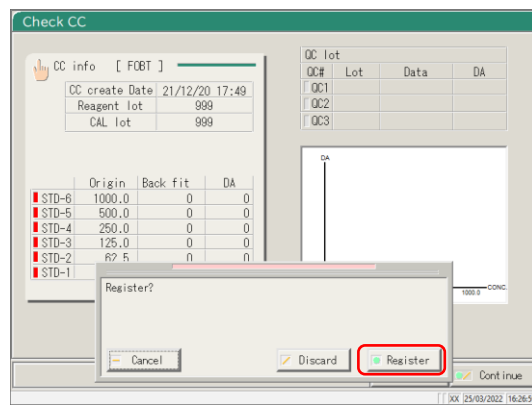 Check CC
CC info [ FOBT ]
CC create Date 21/12/20 17:49
Reagent lot 999
CAL lot 999
Origin Back fit DA
STD-6 1000.0 0 0
STD-5 500.0 0 0
STD-4 250.0 0 0
STD-3 125.0 0 0
STD-2 62.5 0 0
STD-1
QC lot
QC# Lot Data DA
QC1
QC2
QC3
DA
1000.0 CONC.
Register?
Cancel Discard Register
Continue
XX 25/03/2022 16:26:3